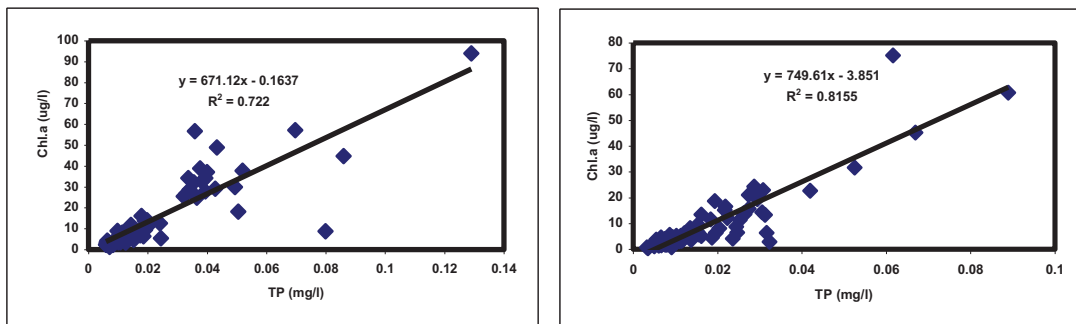 100
90
80
70
60
50
40
30
20
10
0
Chl.a (ug/l)
y = 671.12x - 0.1637
R² = 0.722
0 0.02 0.04 0.06 0.08 0.1 0.12 0.14
TP (mg/l)
80
70
60
50
40
30
20
10
0
Chl.a (ug/l)
y = 749.61x - 3.851
R² = 0.8155
0 0.02 0.04 0.06 0.08 0.1
TP (mg/l)